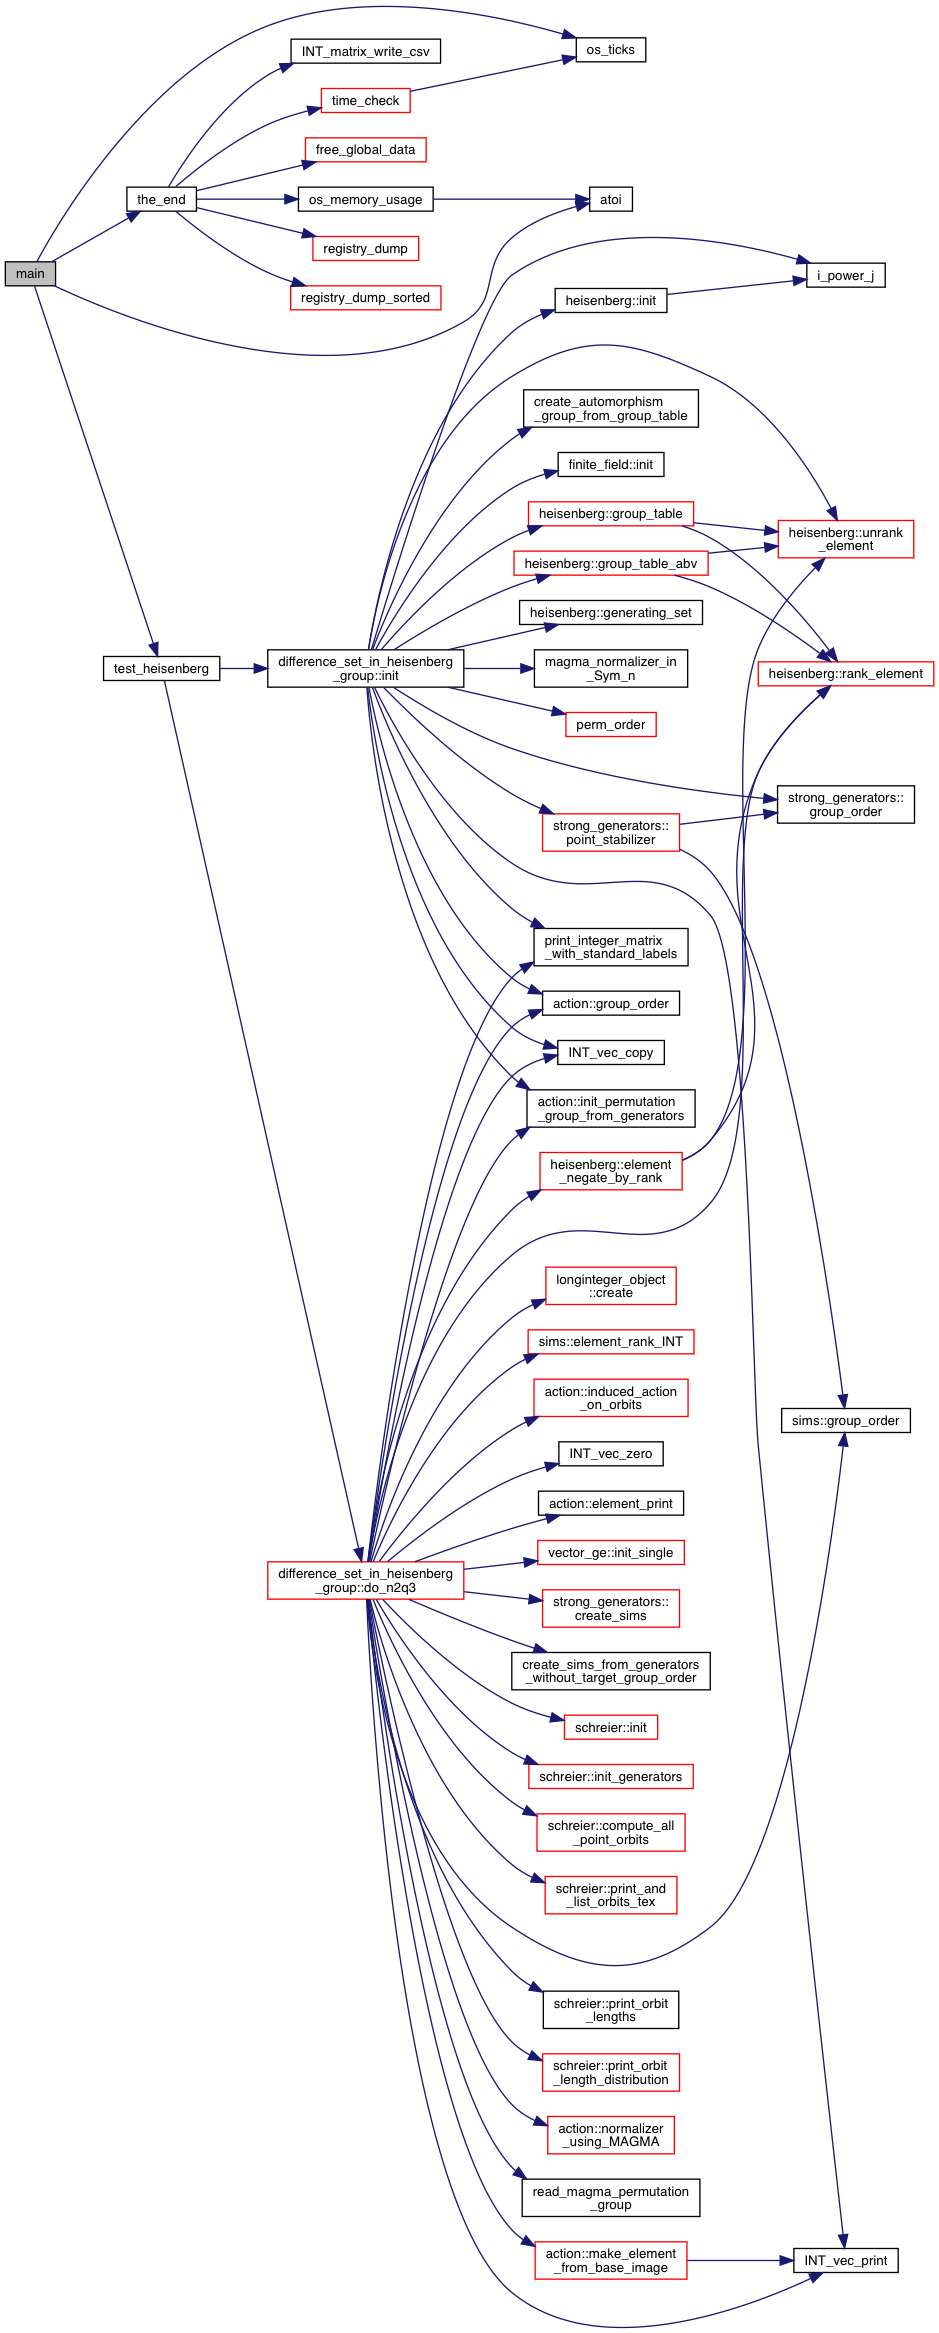 os_ticks
INT_matrix_write_csv
time_check
free_global_data
the_end
os_memory_usage
atoi
registry_dump
main
i_power_j
registry_dump_sorted
heisenberg::init
create_automorphism
_group_from_group_table
finite_field::init
heisenberg::group_table
heisenberg::unrank
_element
heisenberg::group_table_abv
heisenberg::generating_set
test_heisenberg
difference_set_in_heisenberg
_group::init
magma_normalizer_in
_Sym_n
heisenberg::rank_element
perm_order
strong_generators::
group_order
strong_generators::
point_stabilizer
print_integer_matrix
_with_standard_labels
action::group_order
INT_vec_copy
action::init_permutation
_group_from_generators
heisenberg::element
_negate_by_rank
longinteger_object
::create
sims::element_rank_INT
action::induced_action
_on_orbits
sims::group_order
INT_vec_zero
action::element_print
vector_ge::init_single
difference_set_in_heisenberg
_group::do_n2q3
strong_generators::
create_sims
create_sims_from_generators
_without_target_group_order
schreier::init
schreier::init_generators
schreier::compute_all
_point_orbits
schreier::print_and
_list_orbits_tex
schreier::print_orbit
_lengths
schreier::print_orbit
_length_distribution
action::normalizer
_using_MAGMA
read_magma_permutation
_group
action::make_element
_from_base_image
INT_vec_print